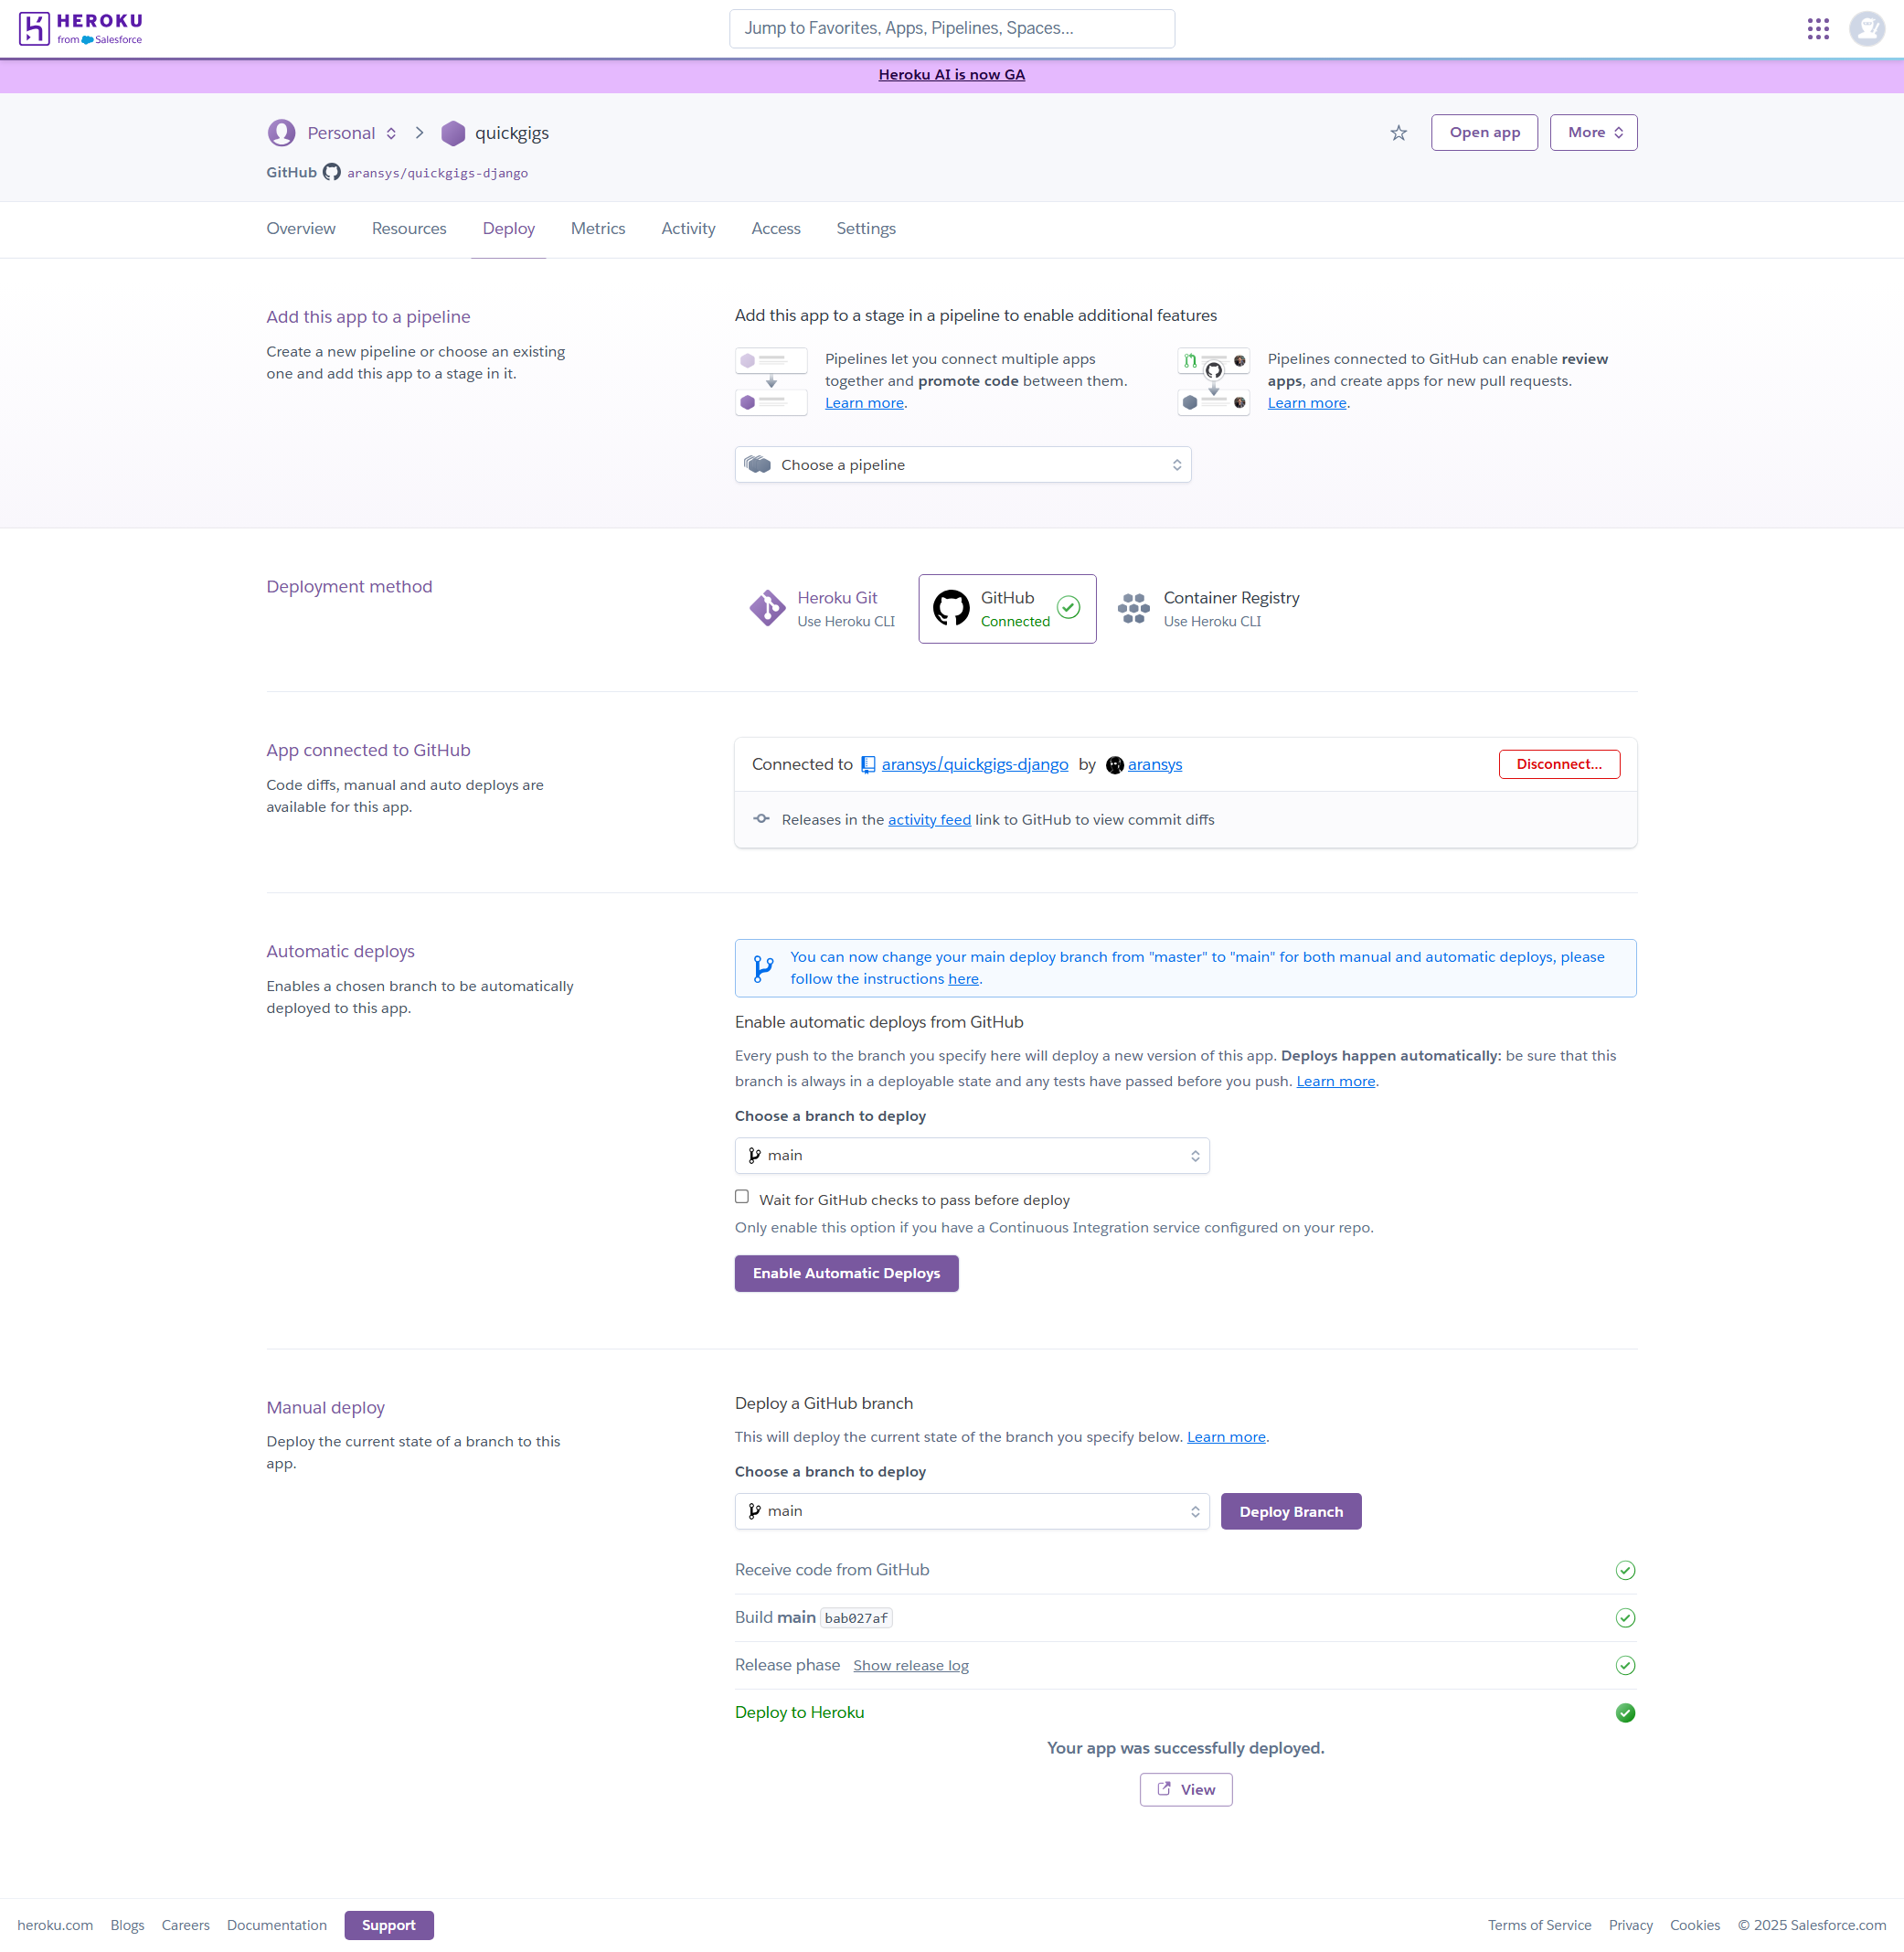 HEROKU
from Salesforce
Jump to Favorites, Apps, Pipelines, Spaces...
Heroku AI is now GA
Personal
quickgigs
Open app
More
GitHub aransys/quickgigs-django
Overview
Resources
Deploy
Metrics
Activity
Access
Settings
Add this app to a pipeline
Create a new pipeline or choose an existing
one and add this app to a stage in it.
Add this app to a stage in a pipeline to enable additional features
Pipelines let you connect multiple apps
together and promote code between them.
Learn more.
Pipelines connected to GitHub can enable review
apps, and create apps for new pull requests.
Learn more.
Choose a pipeline
Deployment method
Heroku Git
Use Heroku CLI
GitHub
Connected
Container Registry
Use Heroku CLI
App connected to GitHub
Code diffs, manual and auto deploys are
available for this app.
Connected to aransys/quickgigs-django by aransys
Disconnect...
Releases in the activity feed link to GitHub to view commit diffs
Automatic deploys
Enables a chosen branch to be automatically
deployed to this app.
You can now change your main deploy branch from "master" to "main" for both manual and automatic deploys, please
follow the instructions here.
Enable automatic deploys from GitHub
Every push to the branch you specify here will deploy a new version of this app. Deploys happen automatically: be sure that this
branch is always in a deployable state and any tests have passed before you push. Learn more.
Choose a branch to deploy
main
Wait for GitHub checks to pass before deploy
Only enable this option if you have a Continuous Integration service configured on your repo.
Enable Automatic Deploys
Manual deploy
Deploy the current state of a branch to this
app.
Deploy a GitHub branch
This will deploy the current state of the branch you specify below. Learn more.
Choose a branch to deploy
main
Deploy Branch
Receive code from GitHub
Build main bab027af
Release phase Show release log
Deploy to Heroku
Your app was successfully deployed.
View
heroku.com
Blogs
Careers
Documentation
Support
Terms of Service
Privacy
Cookies
© 2025 Salesforce.com